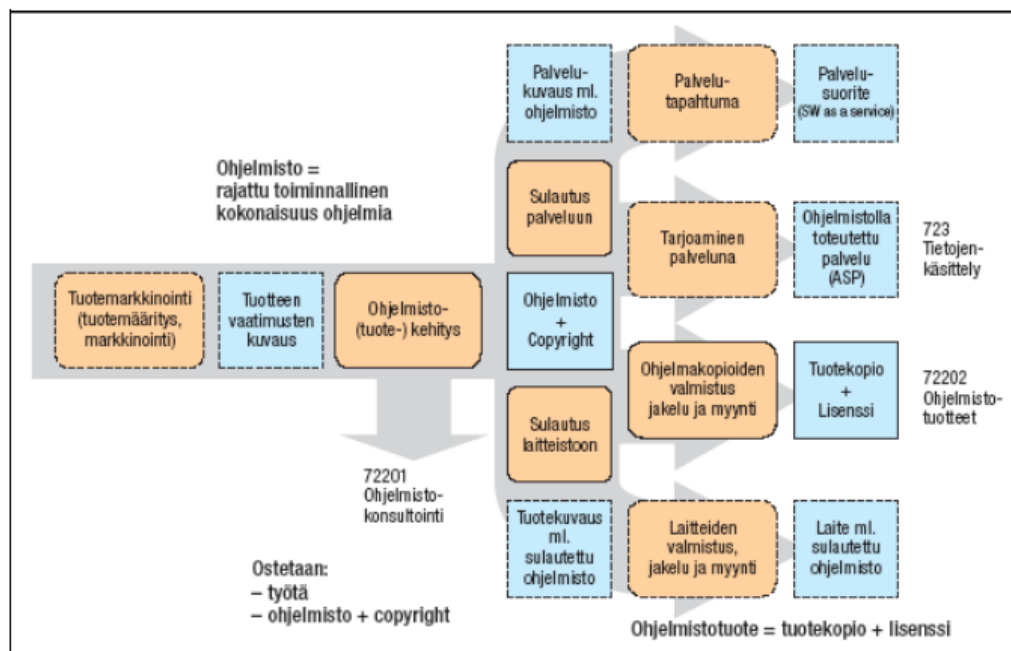 Palvelu-
kuvaus ml.
ohjelmisto
Palvelu-
tapahtuma
Palvelu-
suorite
(SW as a service)
Ohjelmisto =
rajattu toiminnallinen
kokonaisuus ohjelmia
Sulautus
palveluun
Tarjoaminen
palveluna
Ohjelmistolla
toteutettu
palvelu
(ASP)
723
Tietojen-
käsittely
Tuotemarkkinointi
(tuotemääritys,
markkinointi)
Tuotteen
vaatimusten
kuvaus
Ohjelmisto-
(tuote-) kehitys
Ohjelmisto
+
Copyright
Ohjelmakopioiden
valmistus
jakelu ja myynti
Tuotekopio
+
Lisenssi
72202
Ohjelmisto-
tuotteet
Sulautus
laitteistoon
72201
Ohjelmisto-
konsultointi
Tuotekuvaus
ml.
sulautettu
ohjelmisto
Laitteiden
valmistus,
jakelu ja myynti
Laite ml.
sulautettu
ohjelmisto
Ostetaan:
– työtä
– ohjelmisto + copyright
Ohjelmistotuote = tuotekopio + lisenssi